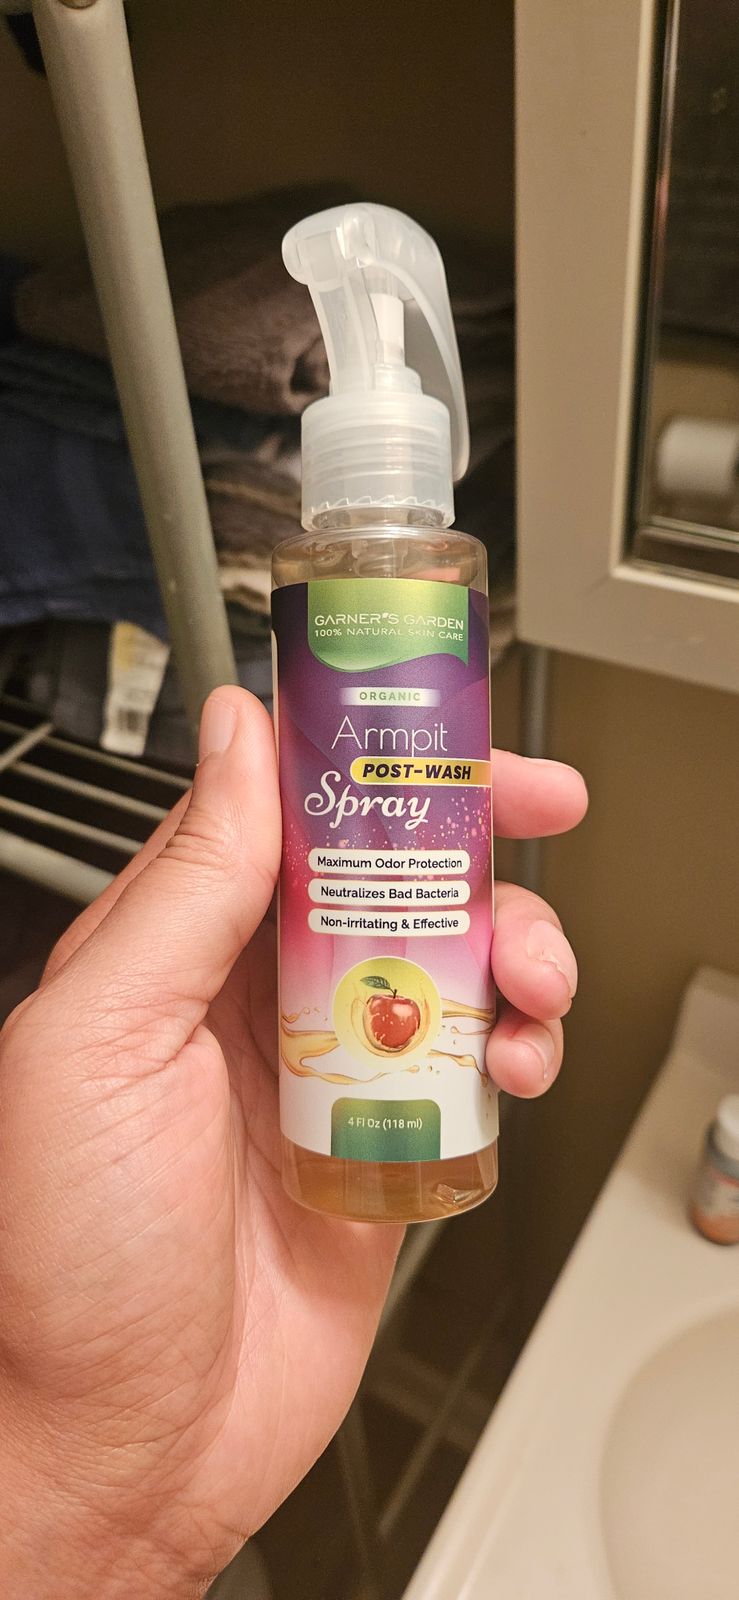 GARNER'S GARDEN
100% NATURAL SKIN CARE
ORGANIC
Armpit
POST-WASH
Spray
Maximum Odor Protection
Neutralizes Bad Bacteria
Non-irritating & Effective
4 Fl Oz (118 ml)